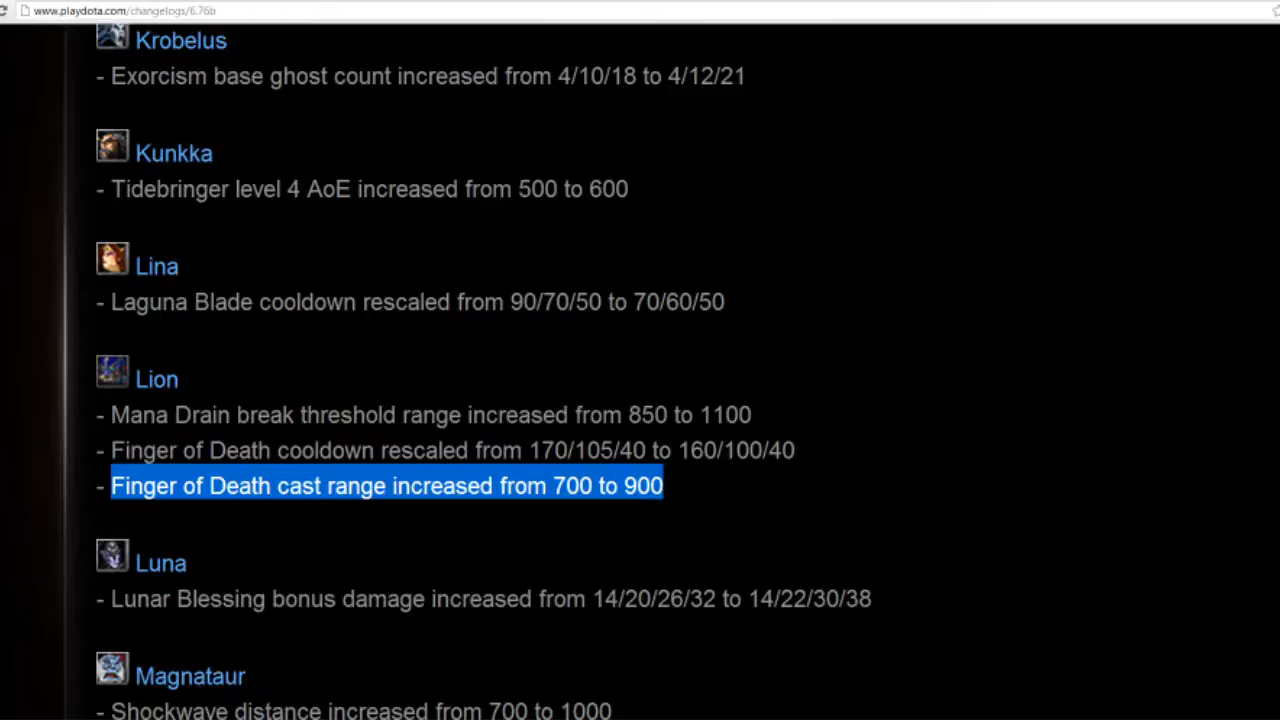 www.playdota.com/changelogs/6.76b
Krobelus
- Exorcism base ghost count increased from 4/10/18 to 4/12/21
Kunkka
- Tidebringer level 4 AoE increased from 500 to 600
Lina
- Laguna Blade cooldown rescaled from 90/70/50 to 70/60/50
Lion
- Mana Drain break threshold range increased from 850 to 1100
- Finger of Death cooldown rescaled from 170/105/40 to 160/100/40
- Finger of Death cast range increased from 700 to 900
Luna
- Lunar Blessing bonus damage increased from 14/20/26/32 to 14/22/30/38
Magnataur
- Shockwave distance increased from 700 to 1000